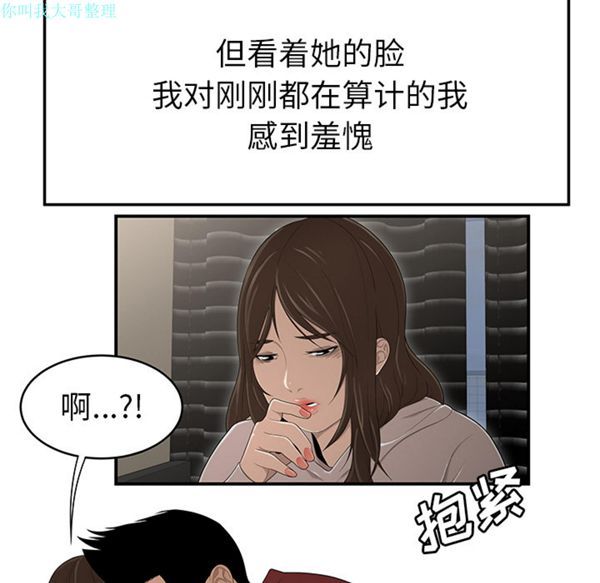 你叫我大哥整理
但看着她的脸
我对刚刚都在算计的我
感到羞愧
啊...?!
抱紧